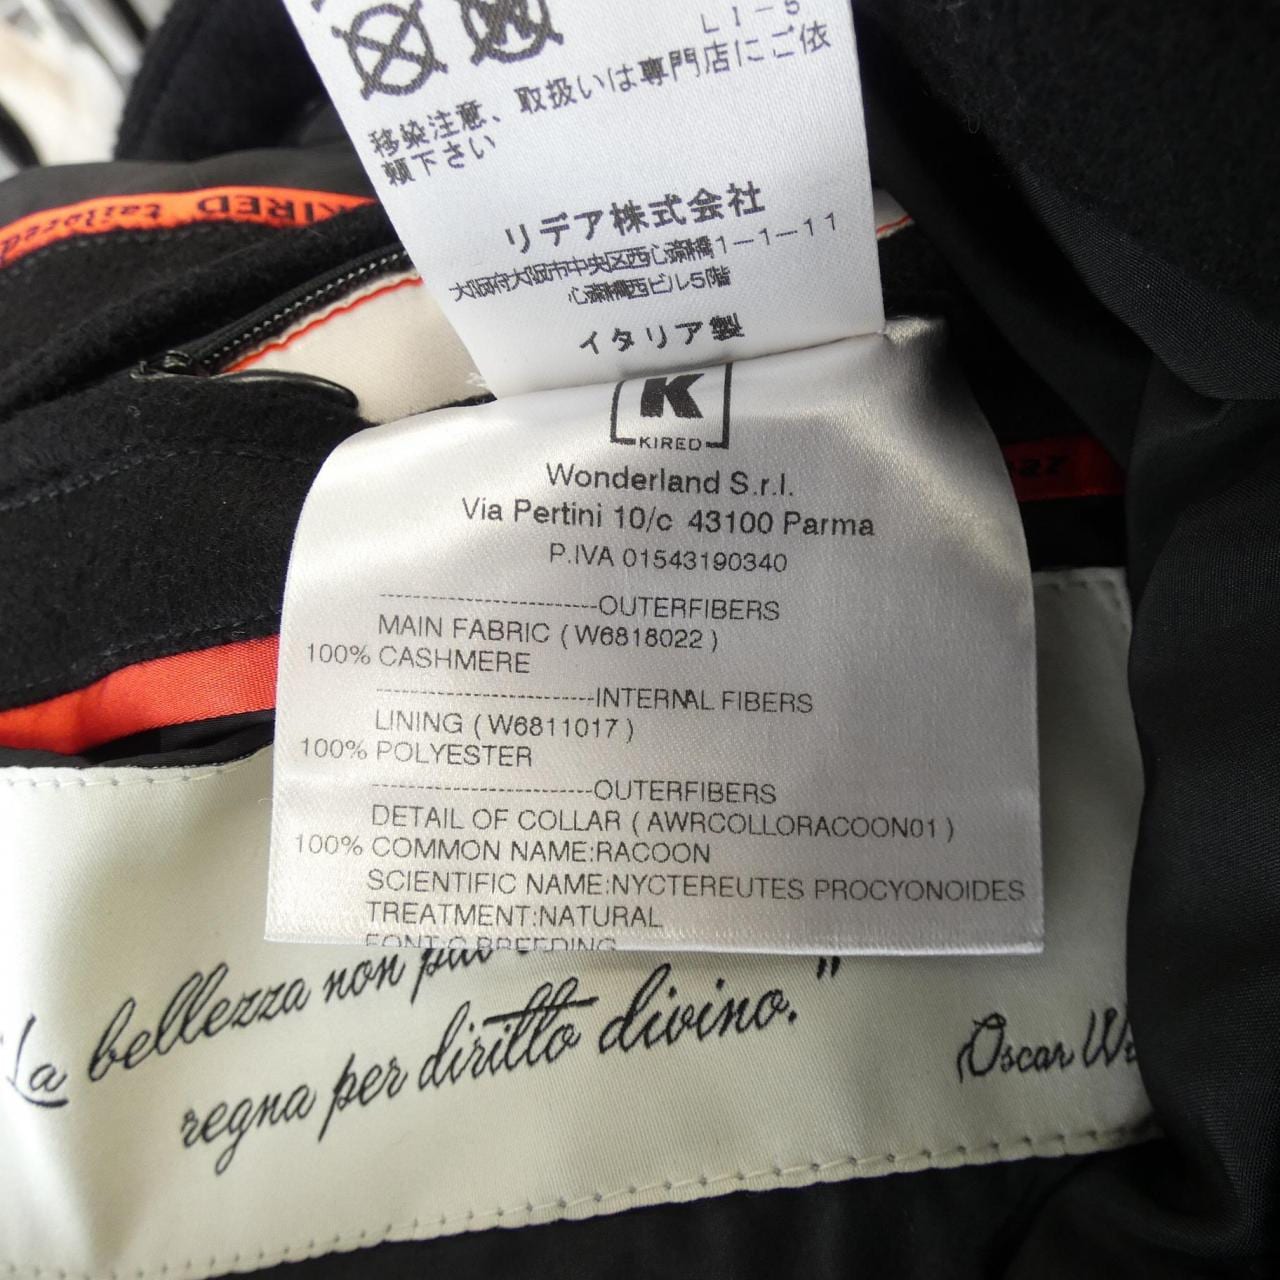 LI-5
移染注意、取扱いは専門店にご依
頼下さい
リデア株式会社
大阪府大阪市中央区西心斎橋1-1-11
心斎橋西ビル5階
イタリア製
KIRED tailored
K
KIRED
Wonderland S.r.l.
Via Pertini 10/c 43100 Parma
P.IVA 01543190340
------------------------OUTERFIBERS
MAIN FABRIC ( W6818022 )
100% CASHMERE
------------------------INTERNAL FIBERS
LINING ( W6811017 )
100% POLYESTER
------------------------OUTERFIBERS
DETAIL OF COLLAR ( AWRCOLLORACOON01 )
100% COMMON NAME:RACOON
SCIENTIFIC NAME:NYCTEREUTES PROCYONOIDES
TREATMENT:NATURAL
BREEDING
La bellezza non può
regna per diritto divino."
Oscar